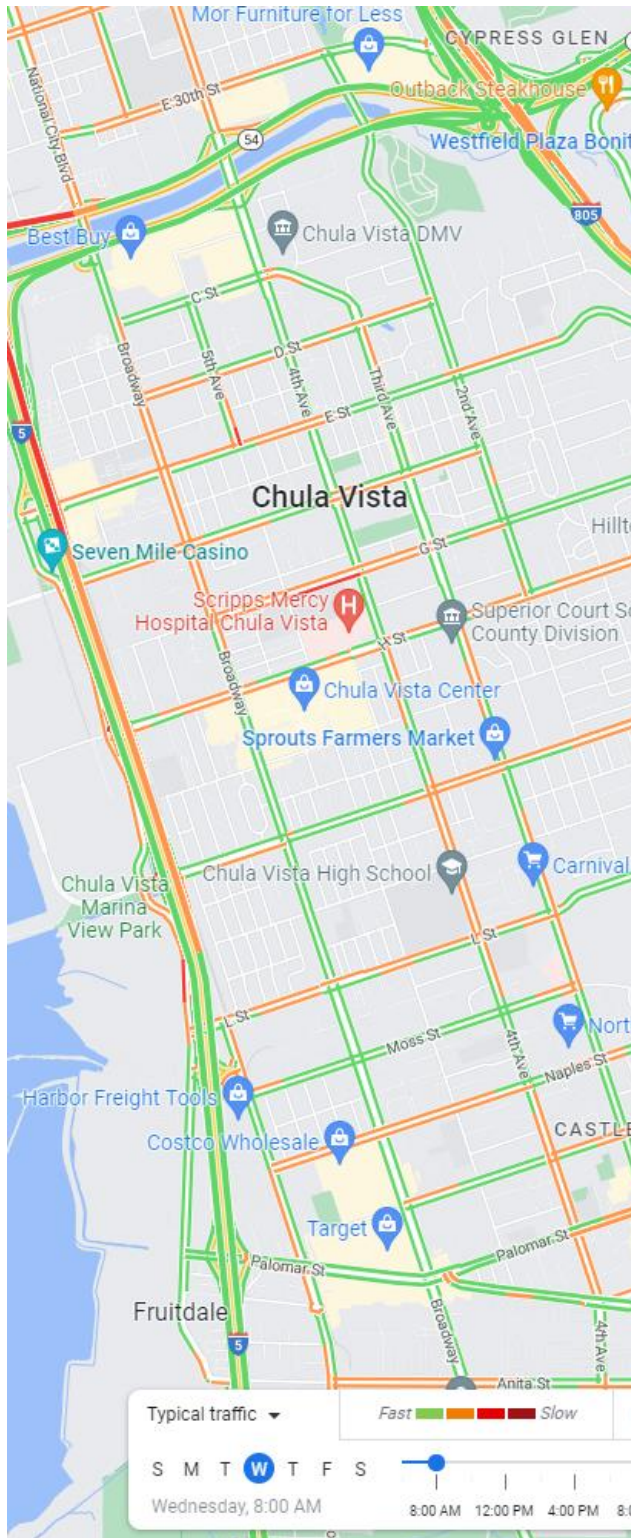 Mor Furniture for Less
CYPRESS GLEN
National City Blvd
E 30th St
Outback Steakhouse
54
Westfield Plaza Bonit
805
Best Buy
Chula Vista DMV
C St
Broadway
5th Ave
D St
4th Ave
Third Ave
2nd Ave
E St
5
Chula Vista
Hillt
Seven Mile Casino
G St
Scripps Mercy
Hospital Chula Vista
H
Superior Court So
County Division
H St
Broadway
Chula Vista Center
Sprouts Farmers Market
Chula Vista High School
Carnival
Chula Vista
Marina
View Park
L St
L St
Moss St
4th Ave
Nort
Naples St
Harbor Freight Tools
Costco Wholesale
CASTLE
Target
Palomar St
Palomar St
Fruitdale
Broadway
4th Ave
5
Anita St
Typical traffic
Fast
Slow
S M T W T F S
Wednesday, 8:00 AM
8:00 AM 12:00 PM 4:00 PM 8: